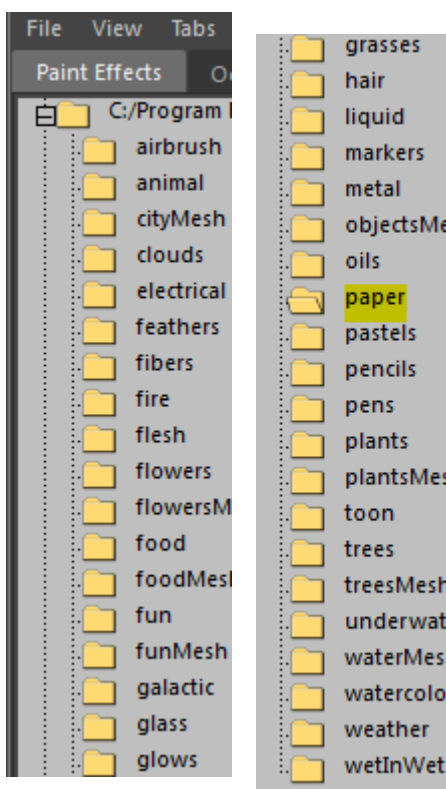 File View Tabs
Paint Effects O
C:/Program
airbrush
animal
cityMesh
clouds
electrical
feathers
fibers
fire
flesh
flowers
flowersM
food
foodMesh
fun
funMesh
galactic
glass
glows
grasses
hair
liquid
markers
metal
objectsMe
oils
paper
pastels
pencils
pens
plants
plantsMes
toon
trees
treesMesh
underwat
waterMes
watercolo
weather
wetInWet